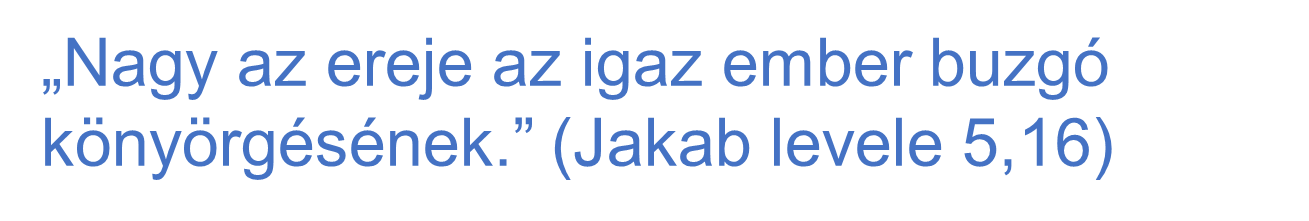 „Nagy az ereje az igaz ember buzgó
könyörgésének.” (Jakab levele 5,16)